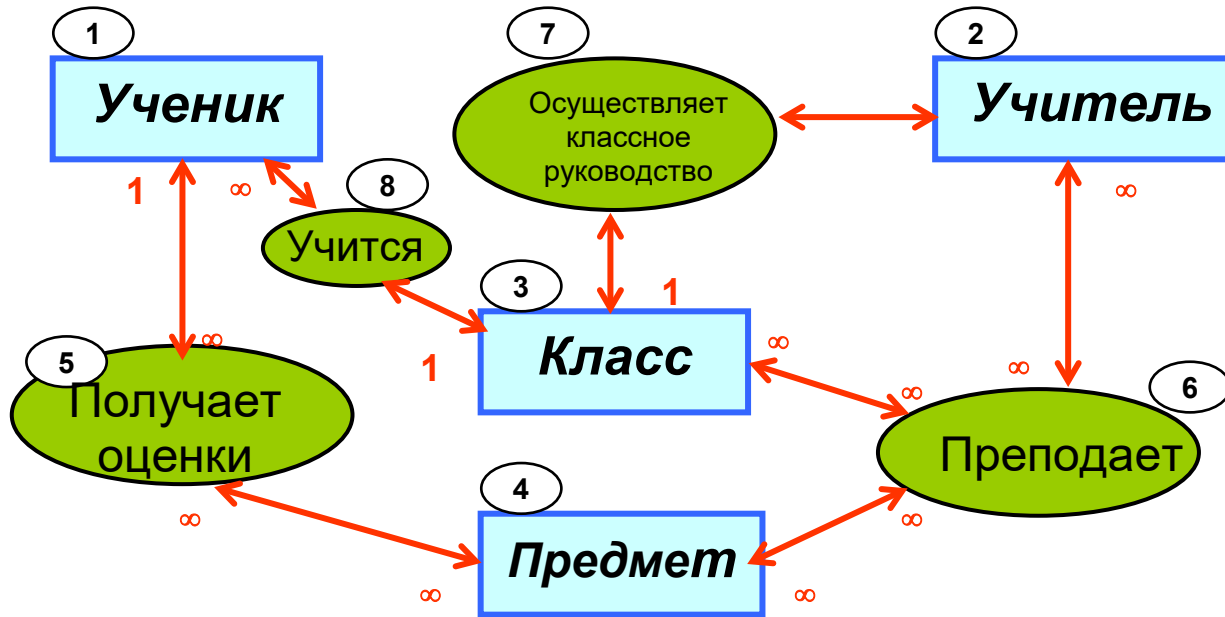 1
7
2
Ученик
Осуществляет
классное
руководство
Учитель
1
∞
8
∞
Учится
3
1
∞
1
Класс
∞
∞
∞
5
6
Получает
оценки
Преподает
4
∞
∞
Предмет
∞
∞